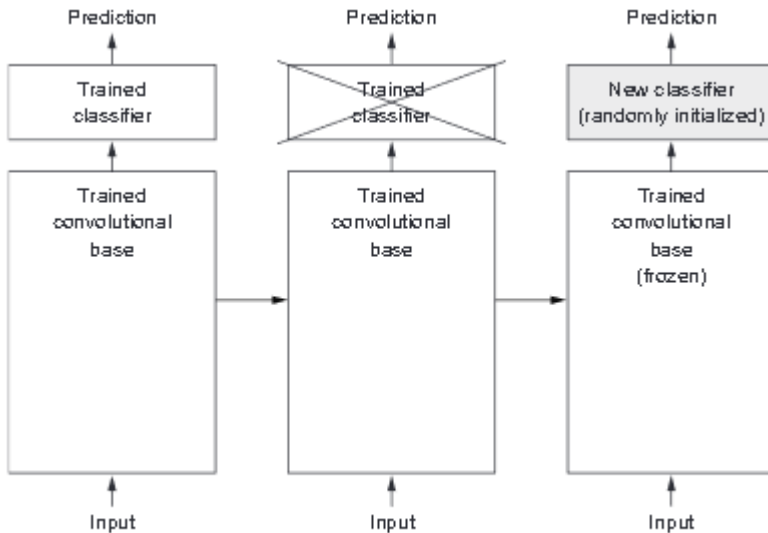 Prediction
Trained
classifier
Trained
convolutional
base
Input
Prediction
Trained
classifier
Trained
convolutional
base
Input
Prediction
New classifier
(randomly initialized)
Trained
convolutional
base
(frozen)
Input